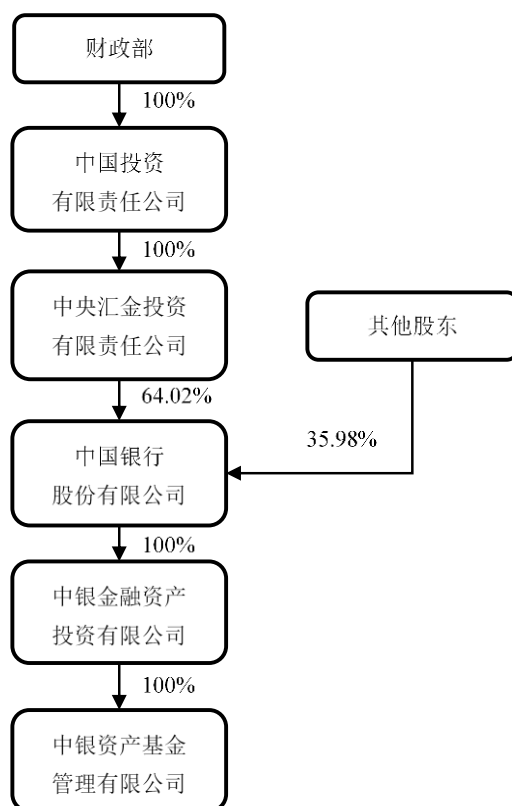 财政部
100%
中国投资
有限责任公司
100%
中央汇金投资
有限责任公司
其他股东
64.02%
35.98%
中国银行
股份有限公司
100%
中银金融资产
投资有限公司
100%
中银资产基金
管理有限公司